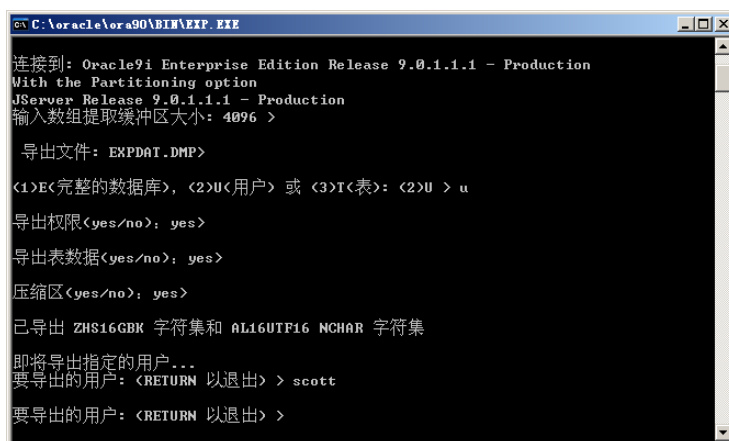 C:\oracle\ora90\BIN\EXP.EXE
连接到: Oracle9i Enterprise Edition Release 9.0.1.1.1 - Production
With the Partitioning option
JServer Release 9.0.1.1.1 - Production
输入数组提取缓冲区大小: 4096 >
导出文件: EXPDAT.DMP>
(1)E(完整的数据库), (2)U(用户) 或 (3)T(表): (2)U > u
导出权限(yes/no): yes>
导出表数据(yes/no): yes>
压缩区(yes/no): yes>
已导出 ZHS16GBK 字符集和 AL16UTF16 NCHAR 字符集
即将导出指定的用户...
要导出的用户: (RETURN 以退出) > scott
要导出的用户: (RETURN 以退出) >